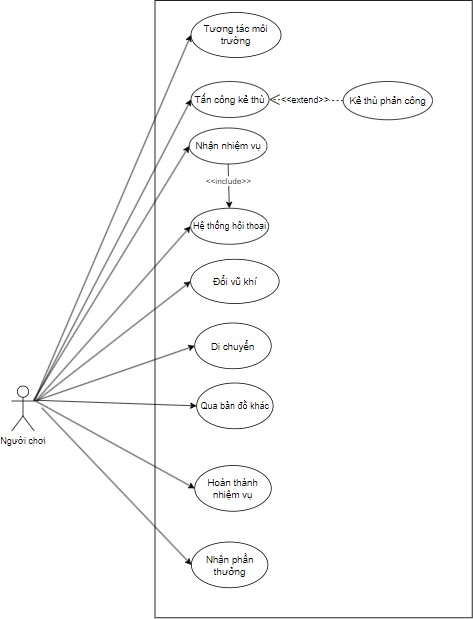 Tương tác môi
trường
Tấn công kẻ thù
<<extend>>
Kẻ thù phản công
Nhận nhiệm vụ
<<include>>
Hệ thống hội thoại
Đổi vũ khí
Di chuyển
Qua bản đồ khác
Người chơi
Hoàn thành
nhiệm vụ
Nhận phần
thưởng